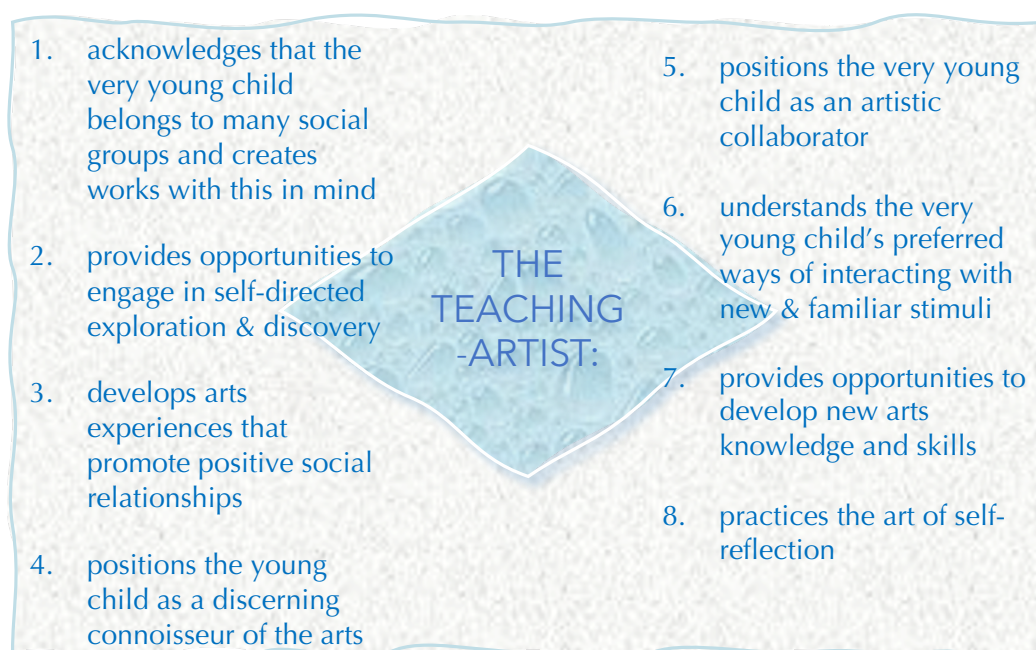 1. acknowledges that the
very young child
belongs to many social
groups and creates
works with this in mind
2. provides opportunities to
engage in self-directed
exploration & discovery
3. develops arts
experiences that
promote positive social
relationships
4. positions the young
child as a discerning
connoisseur of the arts
THE
TEACHING
-ARTIST:
5. positions the very young
child as an artistic
collaborator
6. understands the very
young child’s preferred
ways of interacting with
new & familiar stimuli
7. provides opportunities to
develop new arts
knowledge and skills
8. practices the art of self-
reflection